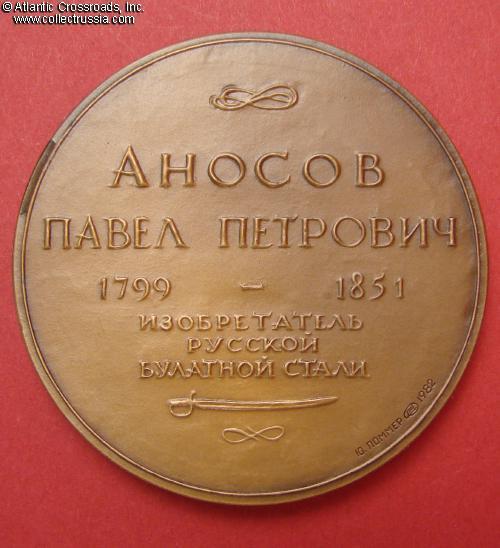 © Atlantic Crossroads, Inc.
www.collectrussia.com
АНОСОВ
ПАВЕЛ ПЕТРОВИЧ
1799 – 1851
ИЗОБРЕТАТЕЛЬ
РУССКОЙ
БУЛАТНОЙ СТАЛИ
Ю. ПОММЕР 1982